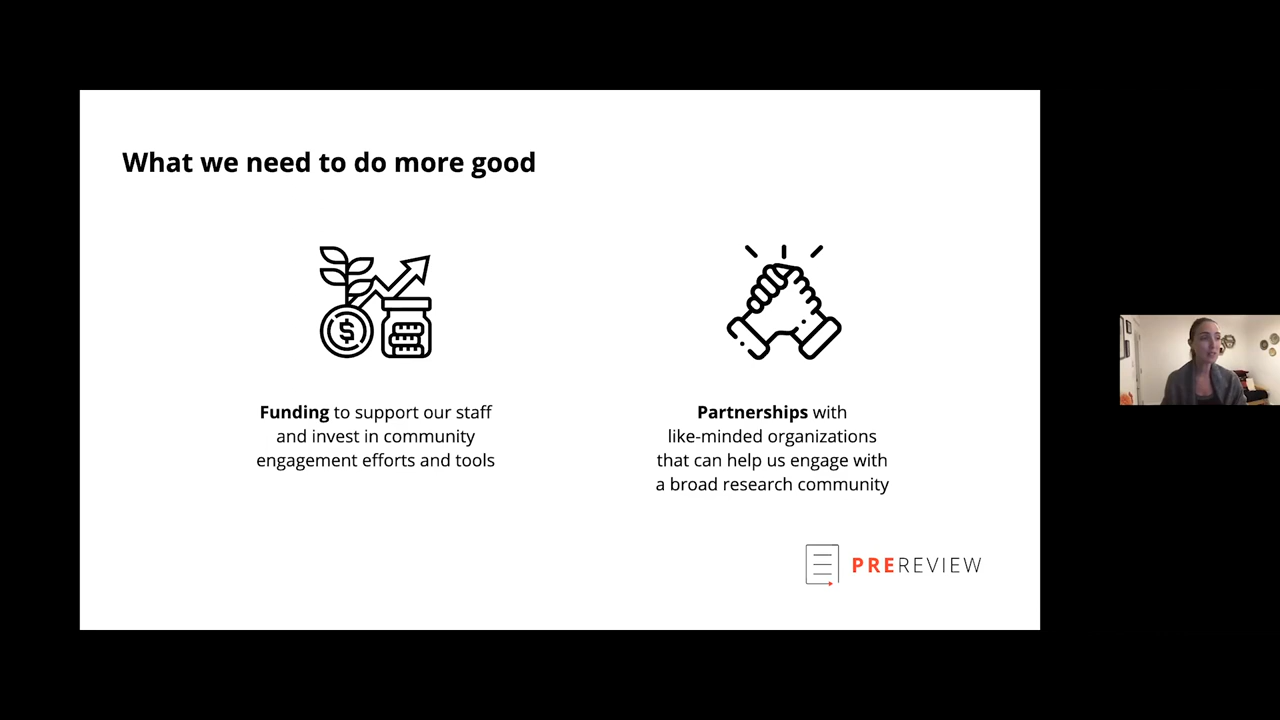 What we need to do more good
$
Funding to support our staff
and invest in community
engagement efforts and tools
Partnerships with
like-minded organizations
that can help us engage with
a broad research community
PREREVIEW